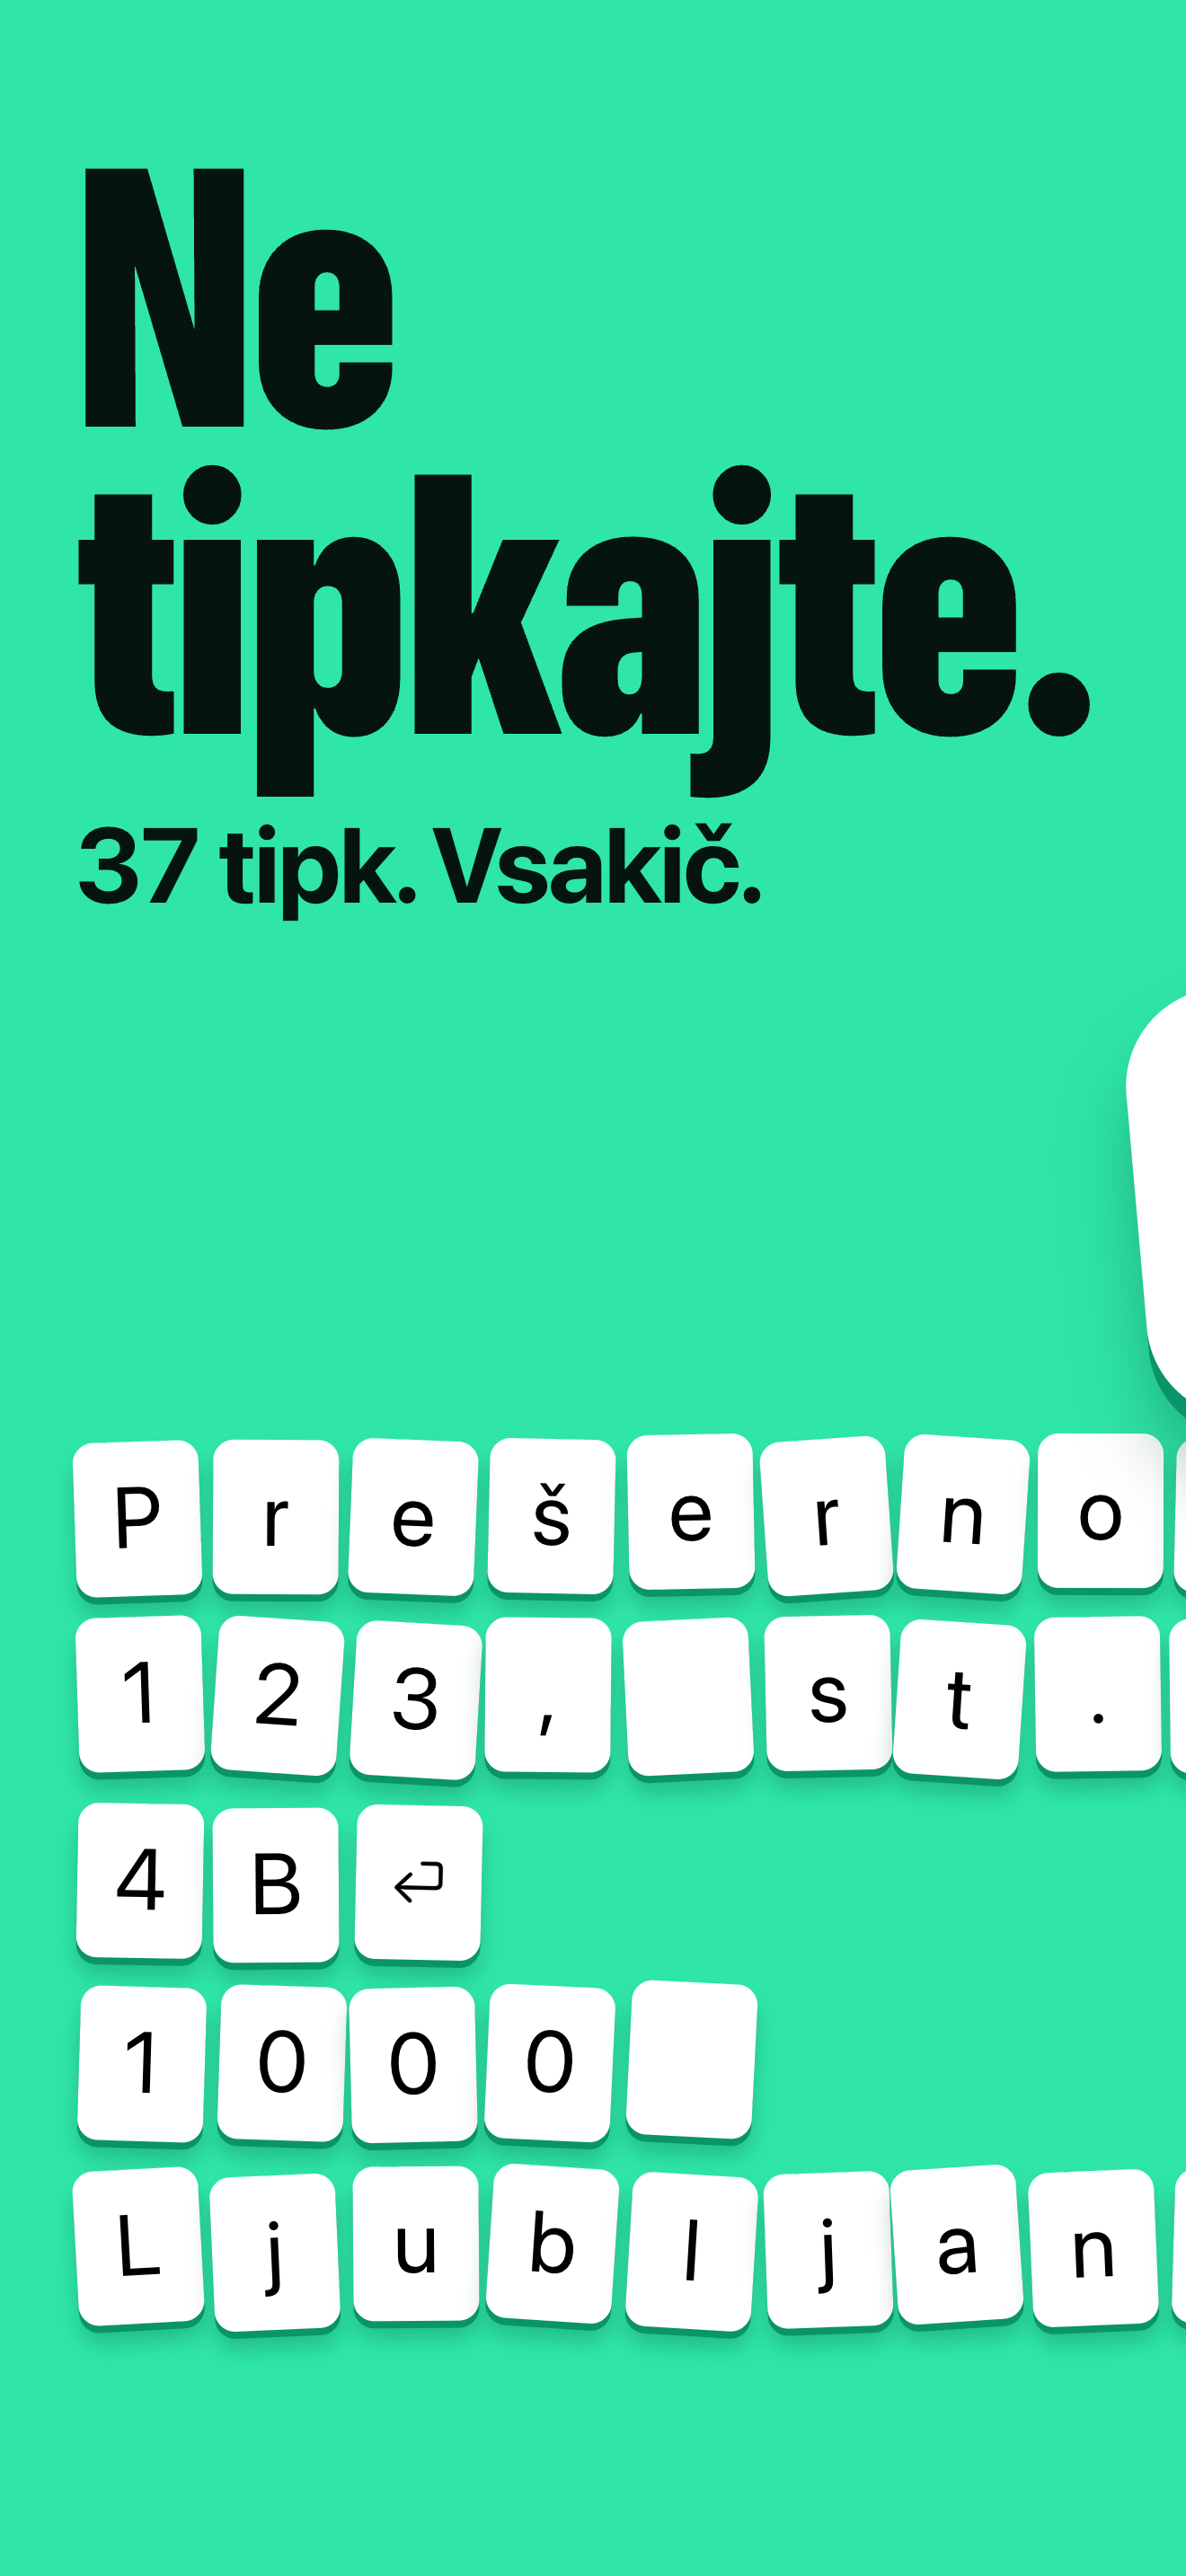 Ne
tipkajte.
37 tipk. Vsakič.
Prešerno
123, st.
4B⏎
1000
Ljubljan